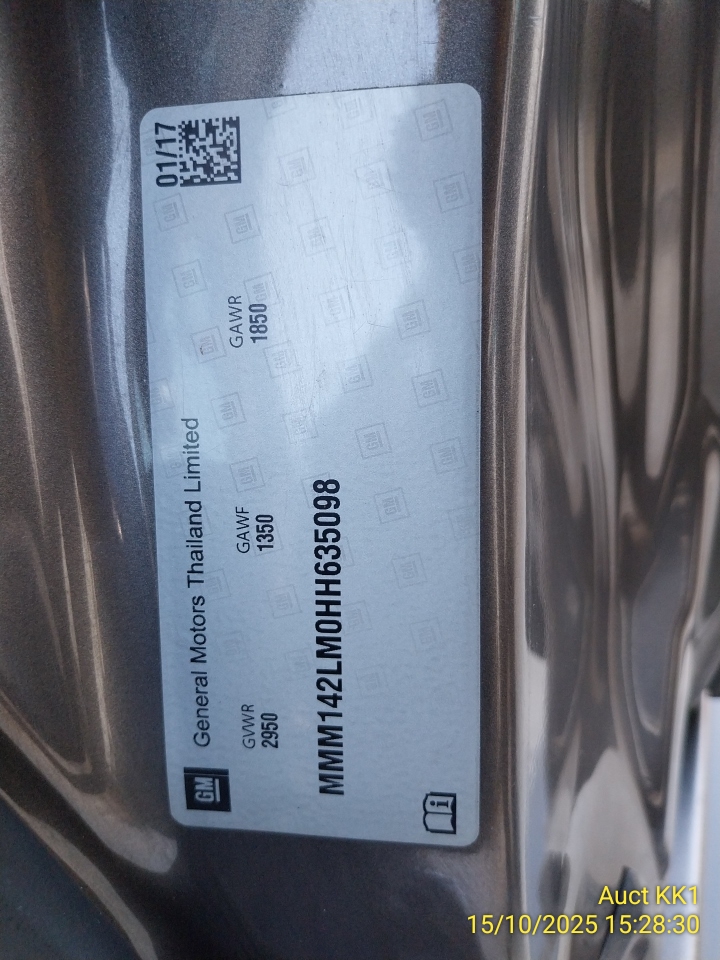 GM General Motors Thailand Limited 01/17
GVWR GAWF GAWR
2950 1350 1850
MMM142LM0HH635098
Auct KK1
15/10/2025 15:28:30